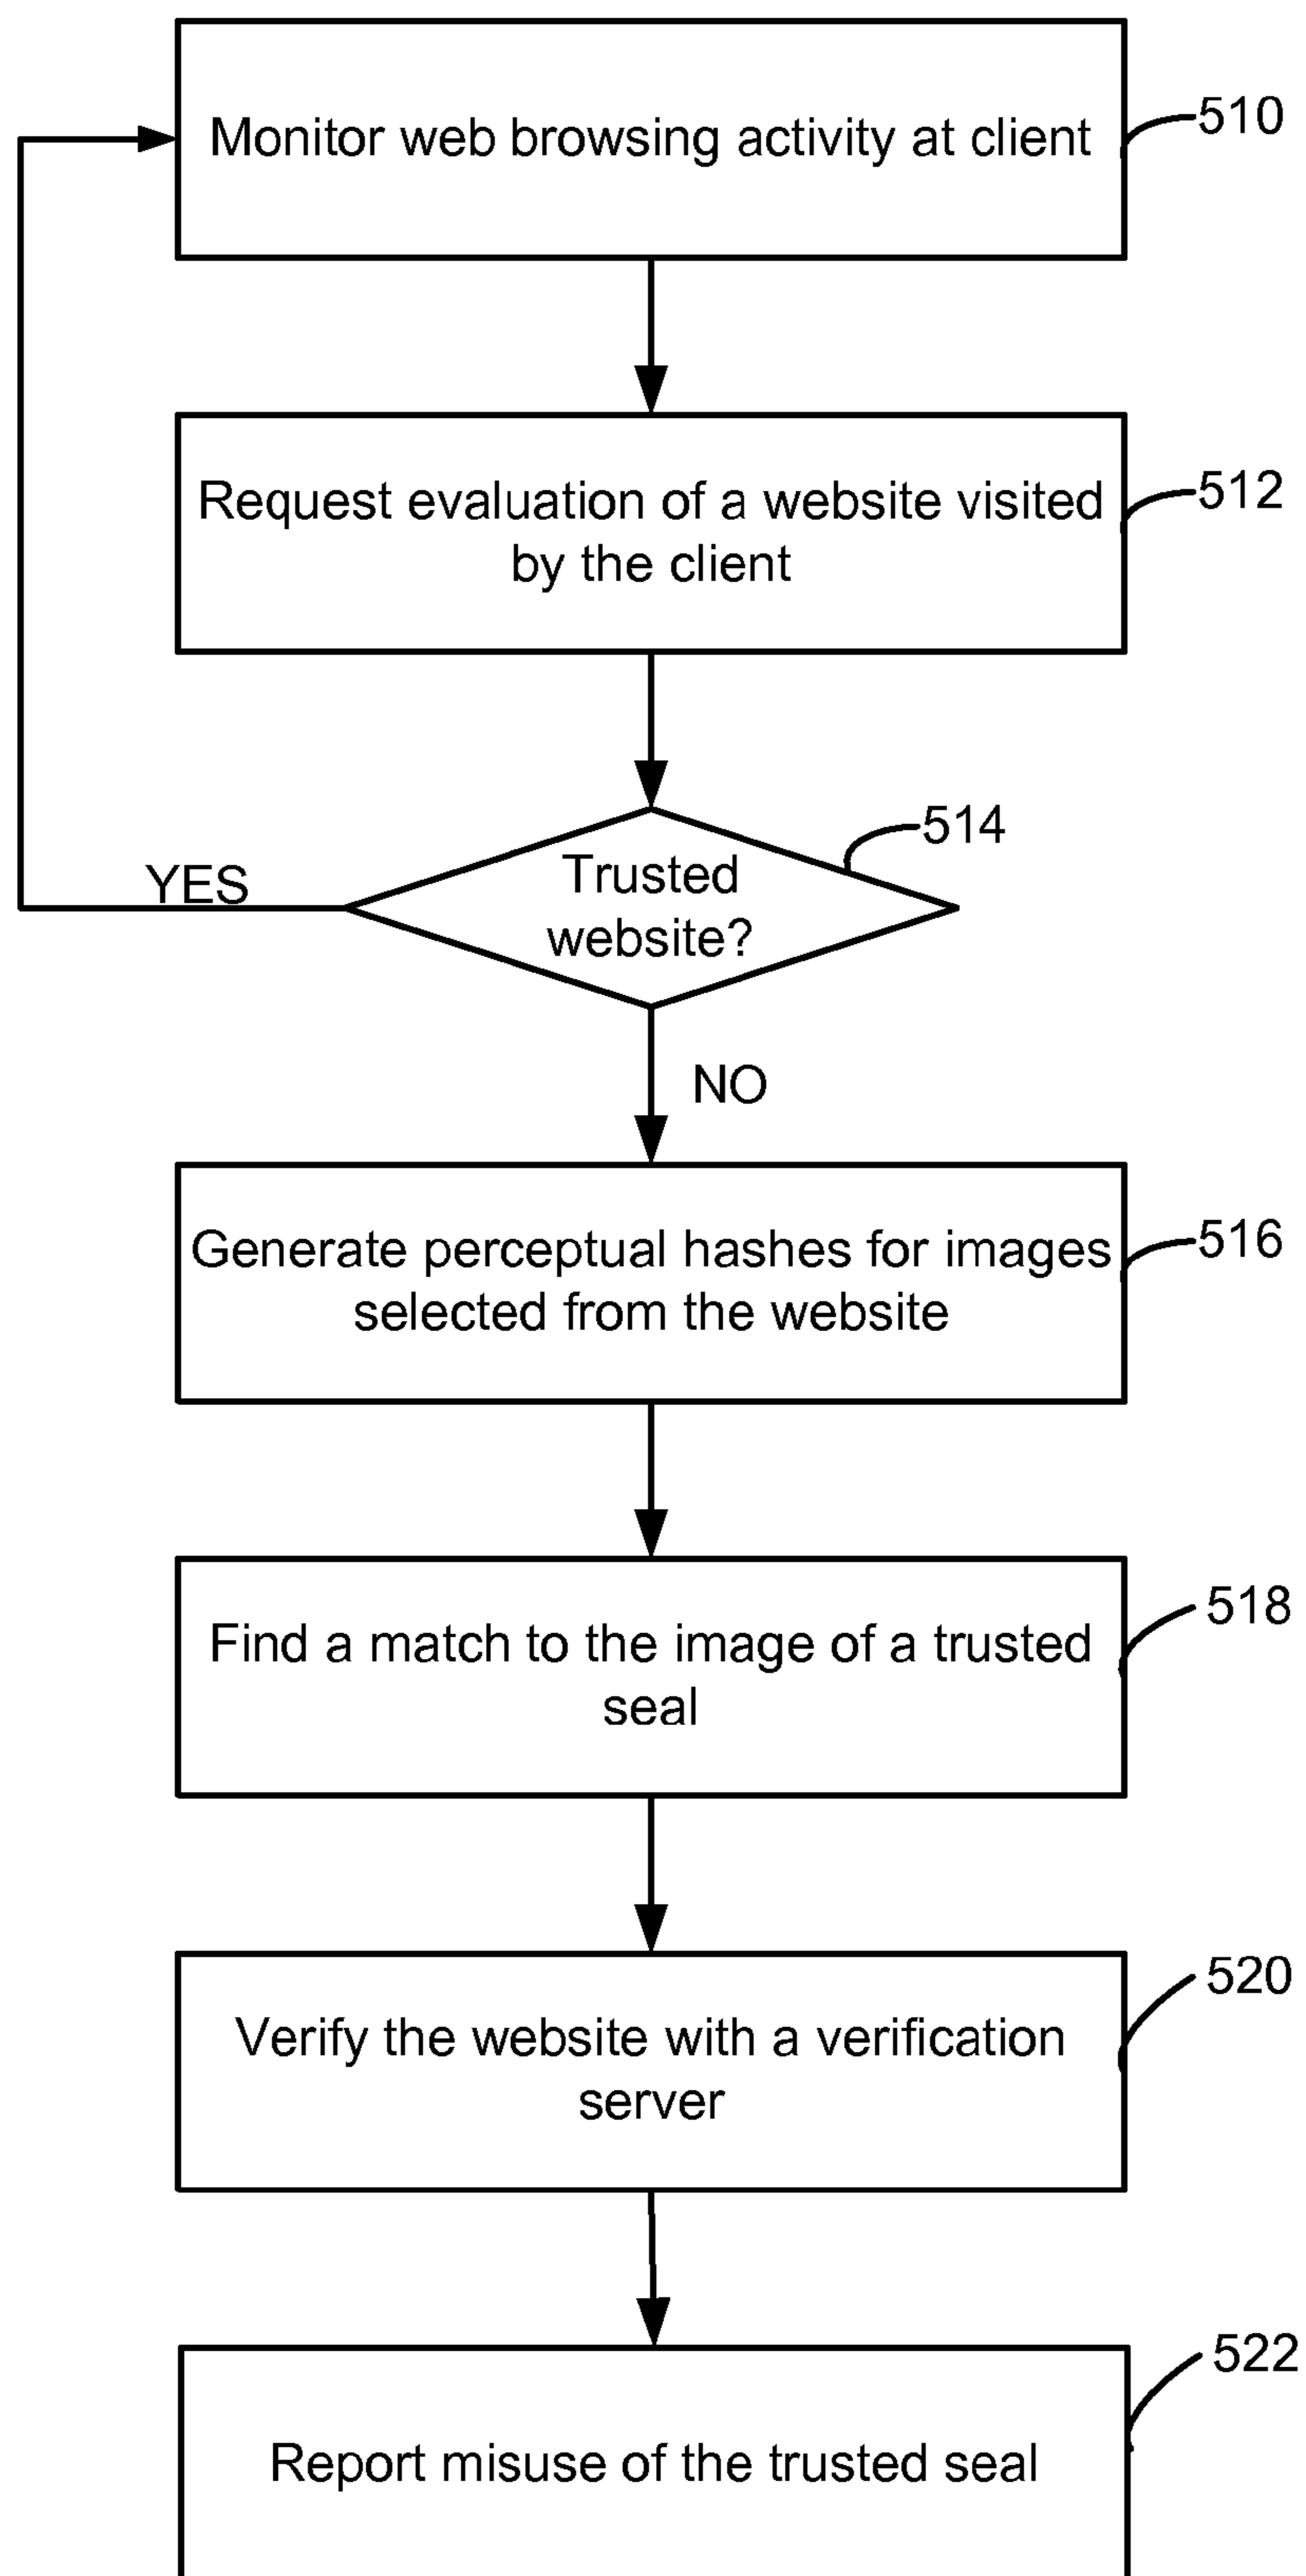 Monitor web browsing activity at client
510
Request evaluation of a website visited
by the client
512
514
Trusted
website?
YES
NO
Generate perceptual hashes for images
selected from the website
516
Find a match to the image of a trusted
seal
518
Verify the website with a verification
server
520
Report misuse of the trusted seal
522